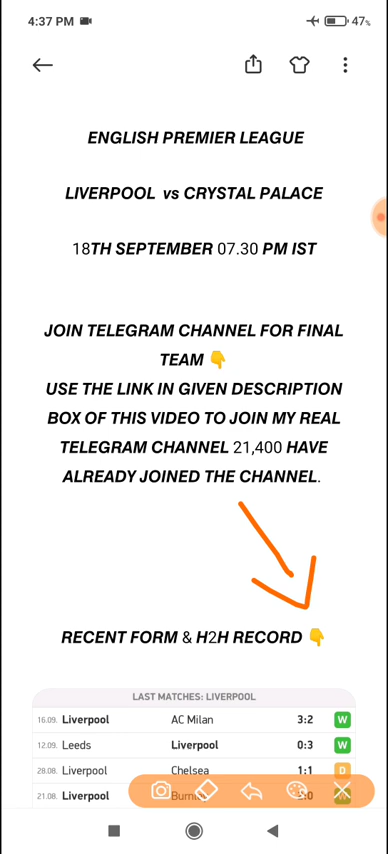 4:37 PM
47%
ENGLISH PREMIER LEAGUE
LIVERPOOL vs CRYSTAL PALACE
18TH SEPTEMBER 07.30 PM IST
JOIN TELEGRAM CHANNEL FOR FINAL
TEAM 👇
USE THE LINK IN GIVEN DESCRIPTION
BOX OF THIS VIDEO TO JOIN MY REAL
TELEGRAM CHANNEL 21,400 HAVE
ALREADY JOINED THE CHANNEL.
RECENT FORM & H2H RECORD 👇
LAST MATCHES: LIVERPOOL
16.09. Liverpool AC Milan 3:2 W
12.09. Leeds Liverpool 0:3 W
28.08. Liverpool Chelsea 1:1 D
21.08. Liverpool